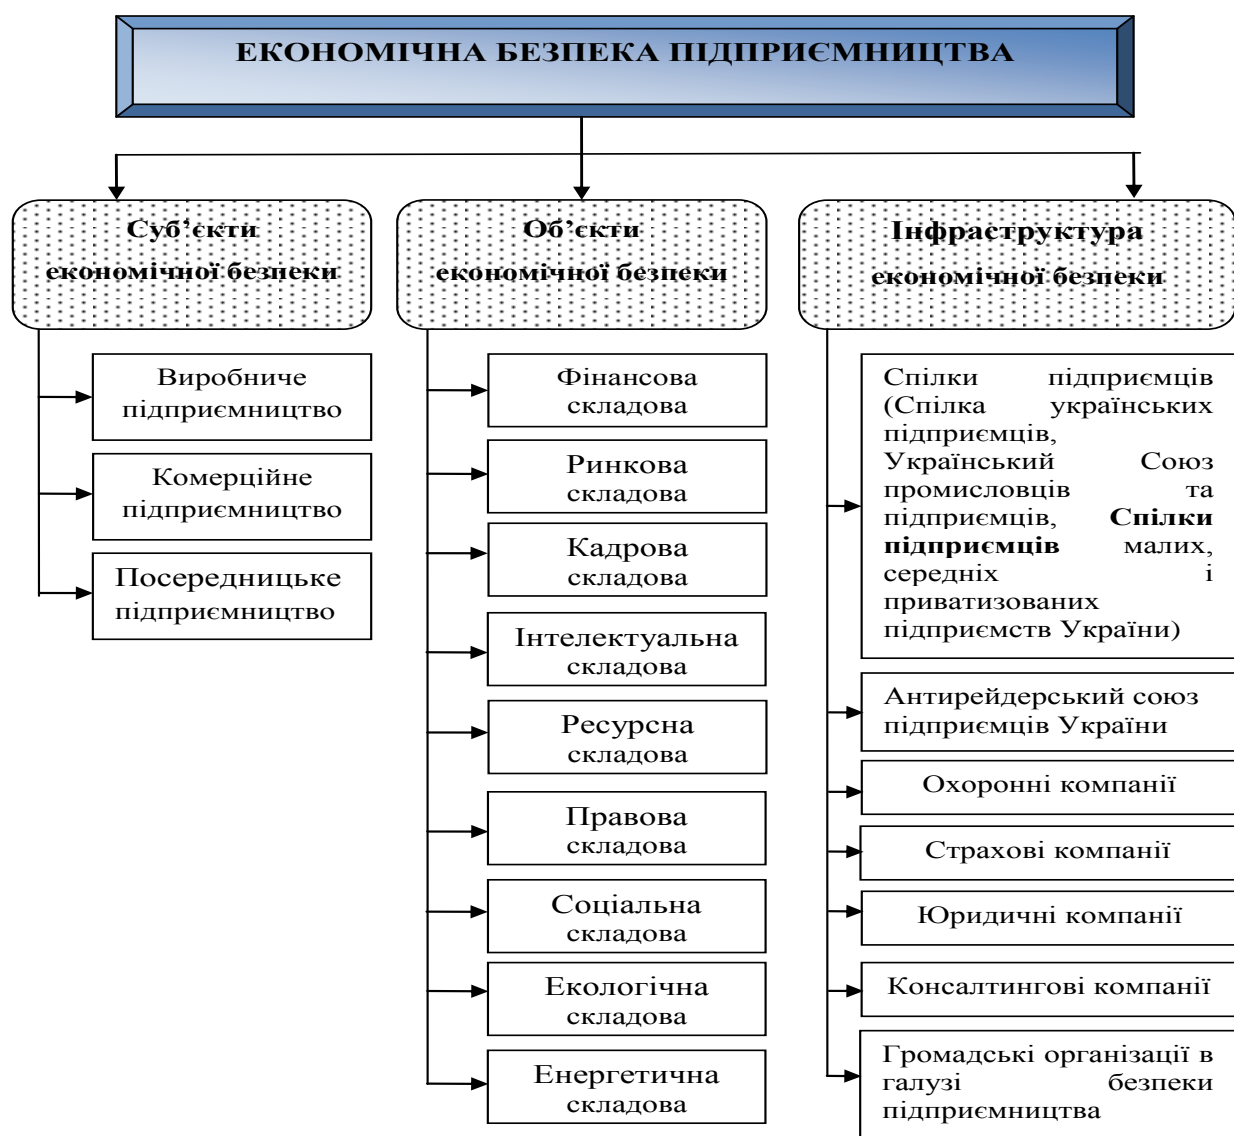 ЕКОНОМІЧНА БЕЗПЕКА ПІДПРИЄМНИЦТВА
Суб’єкти
економічної безпеки
Виробниче
підприємництво
Комерційне
підприємництво
Посередницьке
підприємництво
Об’єкти
економічної безпеки
Фінансова
складова
Ринкова
складова
Кадрова
складова
Інтелектуальна
складова
Ресурсна
складова
Правова
складова
Соціальна
складова
Екологічна
складова
Енергетична
складова
Інфраструктура
економічної безпеки
Спілки підприємців
(Спілка українських
підприємців,
Український Союз
промисловців та
підприємців, Спілки
підприємців малих,
середніх і
приватизованих
підприємств України)
Антирейдерський союз
підприємців України
Охоронні компанії
Страхові компанії
Юридичні компанії
Консалтингові компанії
Громадські організації в
галузі безпеки
підприємництва